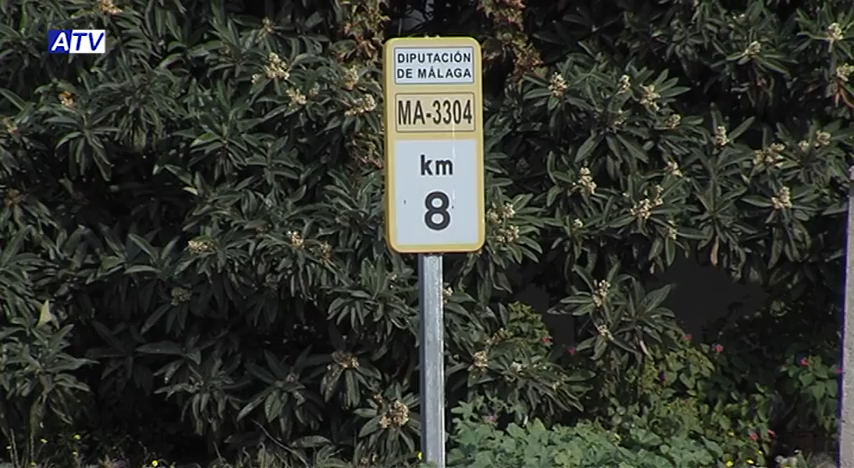 ATV
DIPUTACIÓN
DE MÁLAGA
MA-3304
km
8